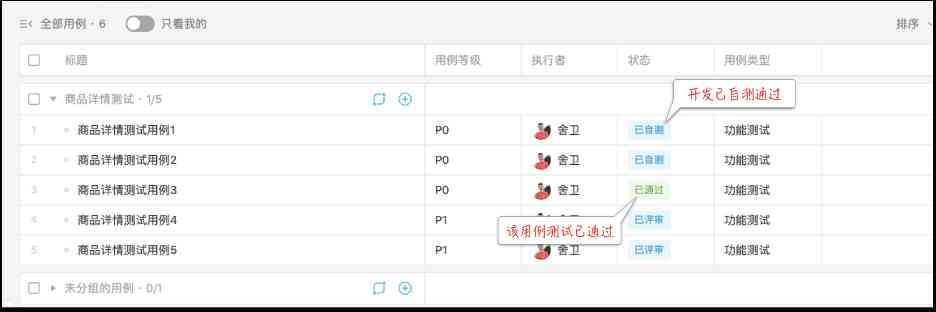 全部用例 · 6 只看我的 排序
标题 用例等级 执行者 状态 用例类型
商品详情测试 · 1/5
开发已自测通过
1 商品详情测试用例1 P0 舍卫 已自测 功能测试
2 商品详情测试用例2 P0 舍卫 已自测 功能测试
3 商品详情测试用例3 P0 舍卫 已通过 功能测试
4 商品详情测试用例4 P1 已评审 功能测试
该用例测试已通过
5 商品详情测试用例5 P1 舍卫 已评审 功能测试
未分组的用例 · 0/1